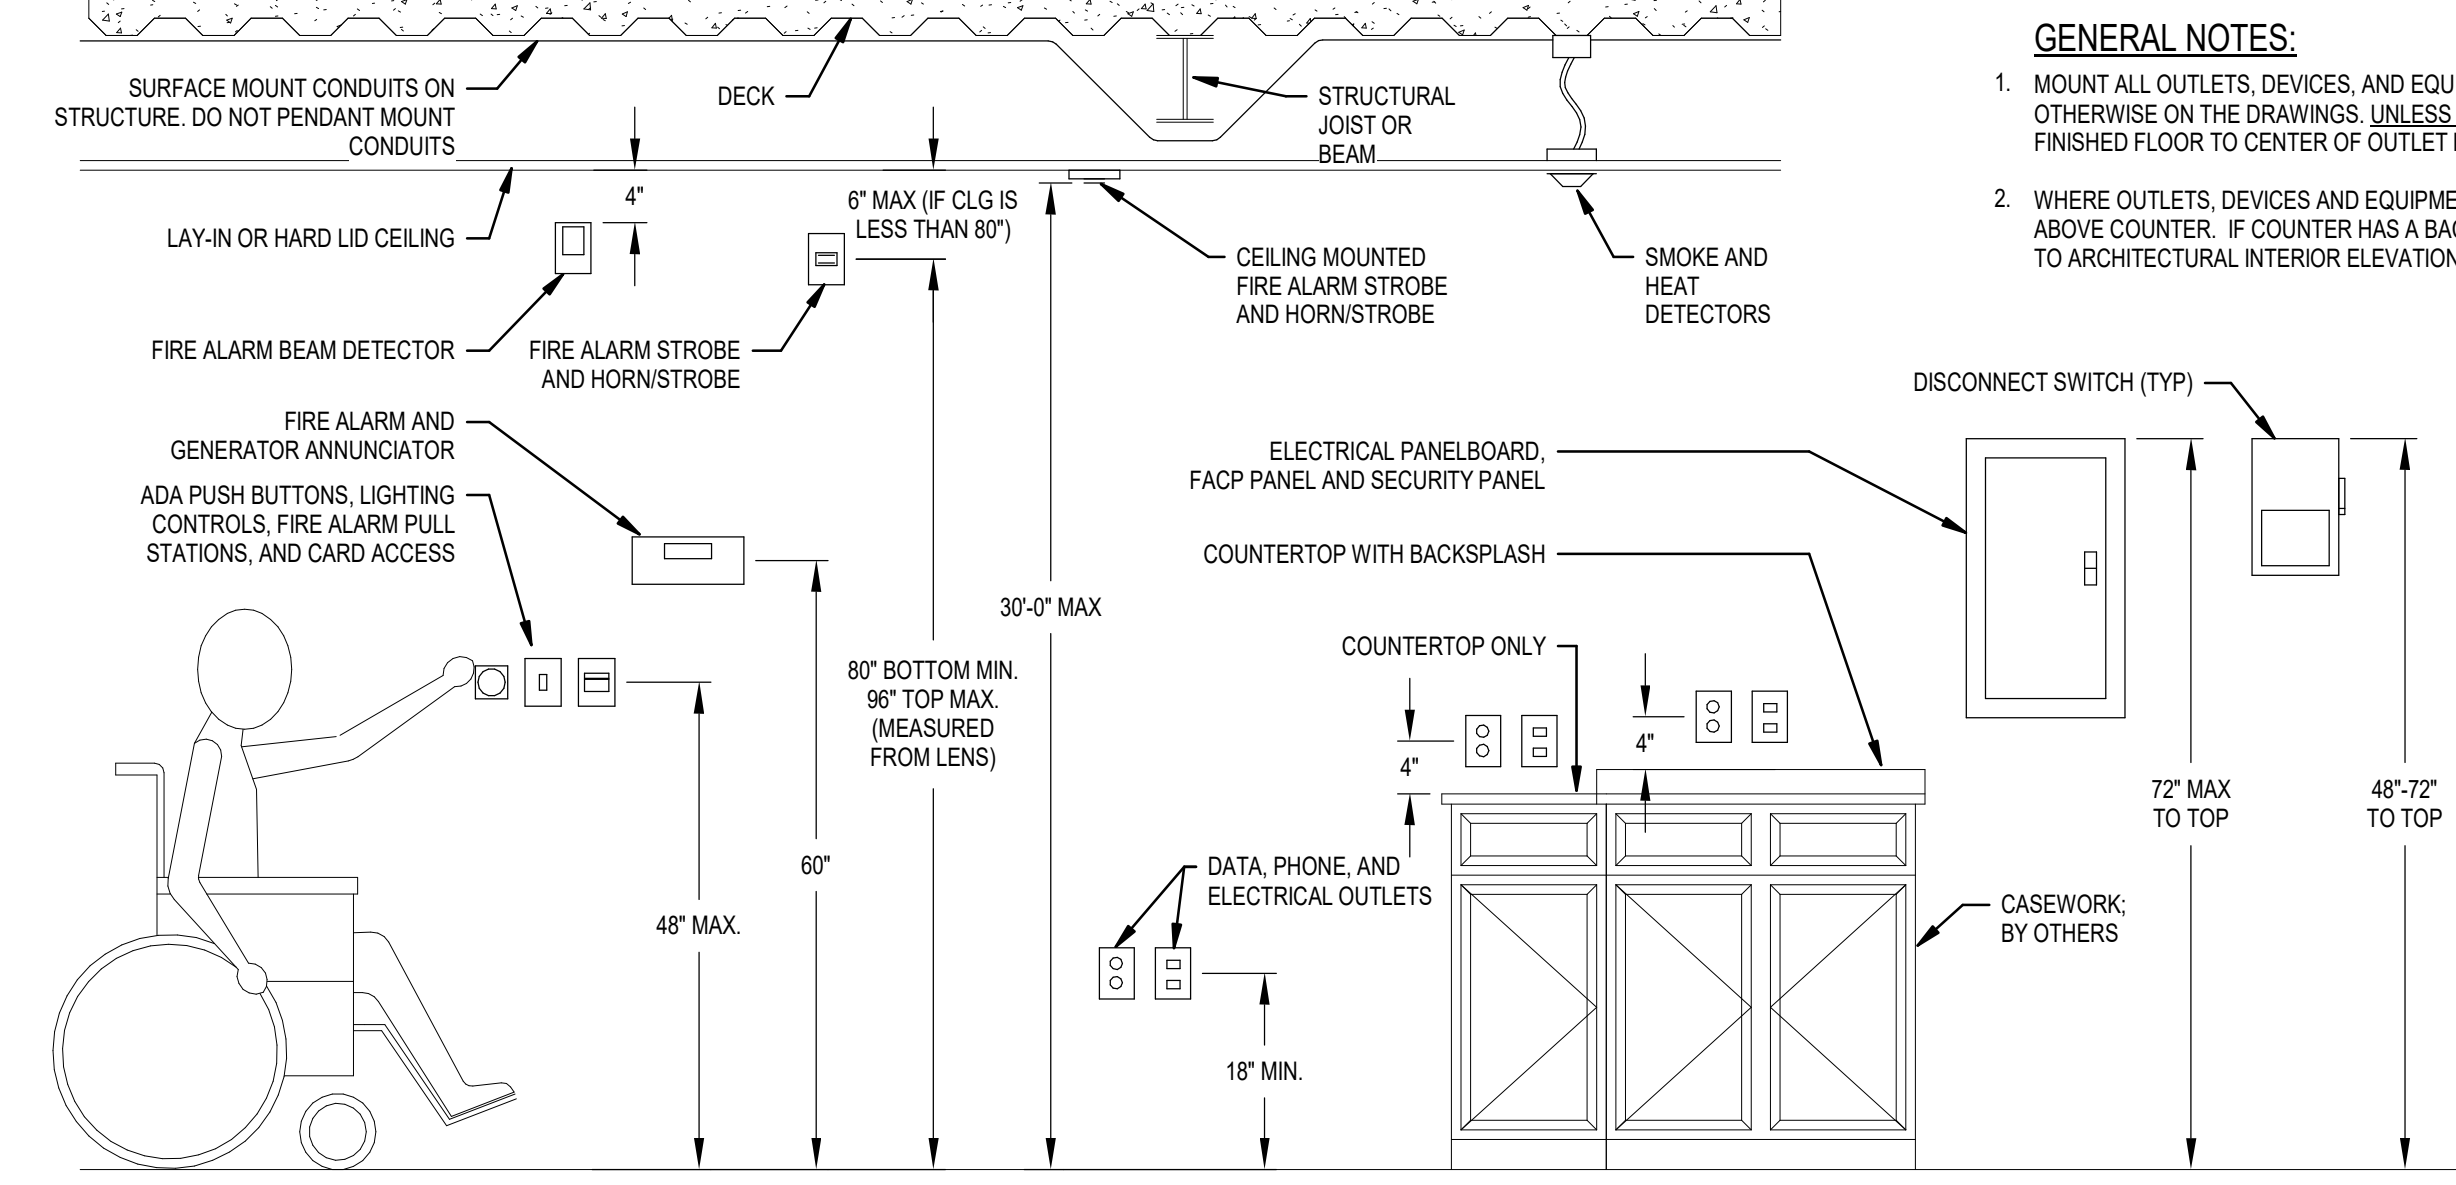 GENERAL NOTES:
1. MOUNT ALL OUTLETS, DEVICES, AND EQU
OTHERWISE ON THE DRAWINGS. UNLESS
FINISHED FLOOR TO CENTER OF OUTLET
2. WHERE OUTLETS, DEVICES AND EQUIPME
ABOVE COUNTER. IF COUNTER HAS A BAC
TO ARCHITECTURAL INTERIOR ELEVATION
SURFACE MOUNT CONDUITS ON
STRUCTURE. DO NOT PENDANT MOUNT
CONDUITS
DECK
STRUCTURAL
JOIST OR
BEAM
4"
6" MAX (IF CLG IS
LESS THAN 80")
LAY-IN OR HARD LID CEILING
CEILING MOUNTED
FIRE ALARM STROBE
AND HORN/STROBE
SMOKE AND
HEAT
DETECTORS
FIRE ALARM BEAM DETECTOR
FIRE ALARM STROBE
AND HORN/STROBE
DISCONNECT SWITCH (TYP)
FIRE ALARM AND
GENERATOR ANNUNCIATOR
ELECTRICAL PANELBOARD,
FACP PANEL AND SECURITY PANEL
ADA PUSH BUTTONS, LIGHTING
CONTROLS, FIRE ALARM PULL
STATIONS, AND CARD ACCESS
COUNTERTOP WITH BACKSPLASH
30'-0" MAX
COUNTERTOP ONLY
80" BOTTOM MIN.
96" TOP MAX.
(MEASURED
FROM LENS)
4"
4"
72" MAX
TO TOP
48"-72"
TO TOP
60"
DATA, PHONE, AND
ELECTRICAL OUTLETS
48" MAX.
CASEWORK;
BY OTHERS
18" MIN.